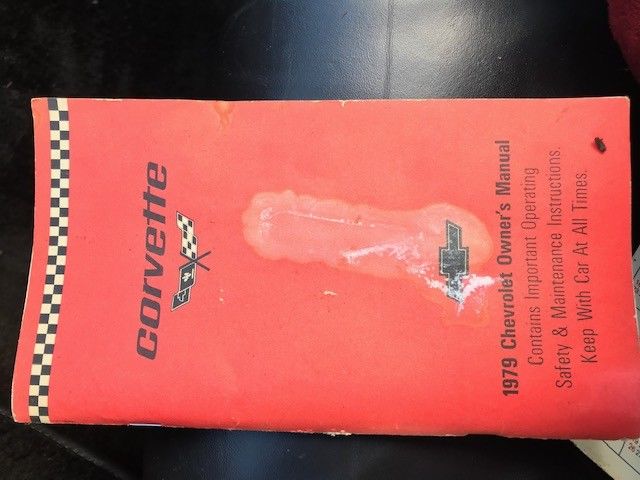 Corvette
1979 Chevrolet Owner's Manual
Contains Important Operating
Safety & Maintenance Instructions.
Keep With Car At All Times.